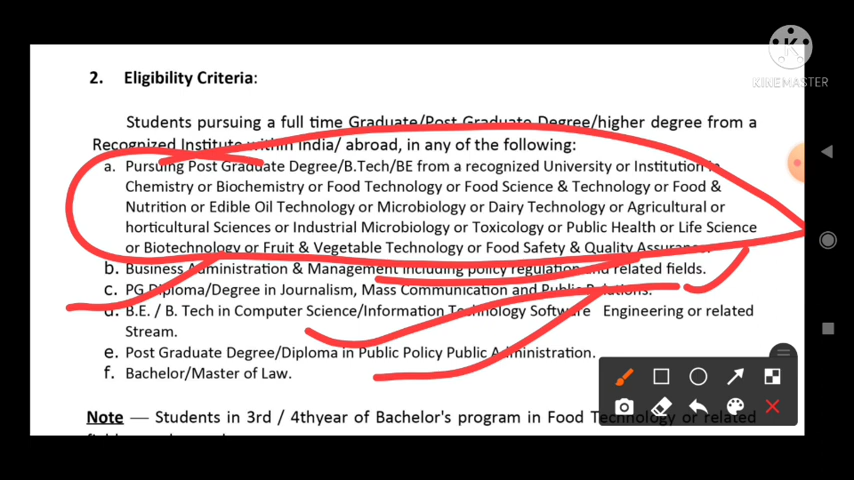 KINEMASTER
2. Eligibility Criteria:
Students pursuing a full time Graduate/Post Graduate Degree/higher degree from a
Recognized Institute within India/ abroad, in any of the following:
a. Pursuing Post Graduate Degree/B.Tech/BE from a recognized University or Institution in
Chemistry or Biochemistry or Food Technology or Food Science & Technology or Food &
Nutrition or Edible Oil Technology or Microbiology or Dairy Technology or Agricultural or
horticultural Sciences or Industrial Microbiology or Toxicology or Public Health or Life Science
or Biotechnology or Fruit & Vegetable Technology or Food Safety & Quality Assurance.
b. Business Administration & Management including policy regulation and related fields.
c. PG Diploma/Degree in Journalism, Mass Communication and Public Relations.
d. B.E. / B. Tech in Computer Science/Information Technology Software Engineering or related
Stream.
e. Post Graduate Degree/Diploma in Public Policy Public Administration.
f. Bachelor/Master of Law.
Note — Students in 3rd / 4thyear of Bachelor's program in Food Technology or related